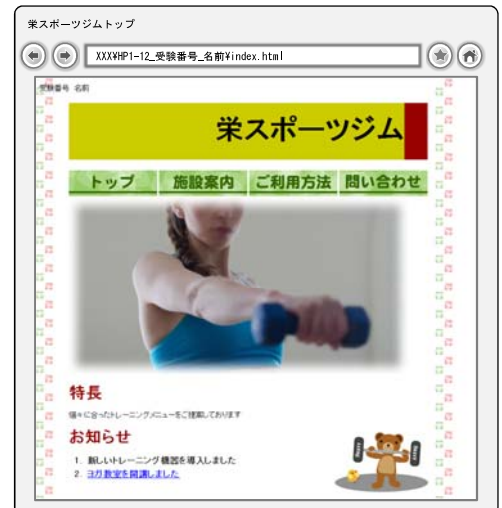 栄スポーツジムトップ
XXX¥HP1-12_受験番号_名前¥index.html
受験番号 名前
栄スポーツジム
トップ 施設案内 ご利用方法 問い合わせ
特長
個々に合ったトレーニングメニューをご提案しております
お知らせ
1. 新しいトレーニング機器を導入しました
2. ヨガ教室を開講しました